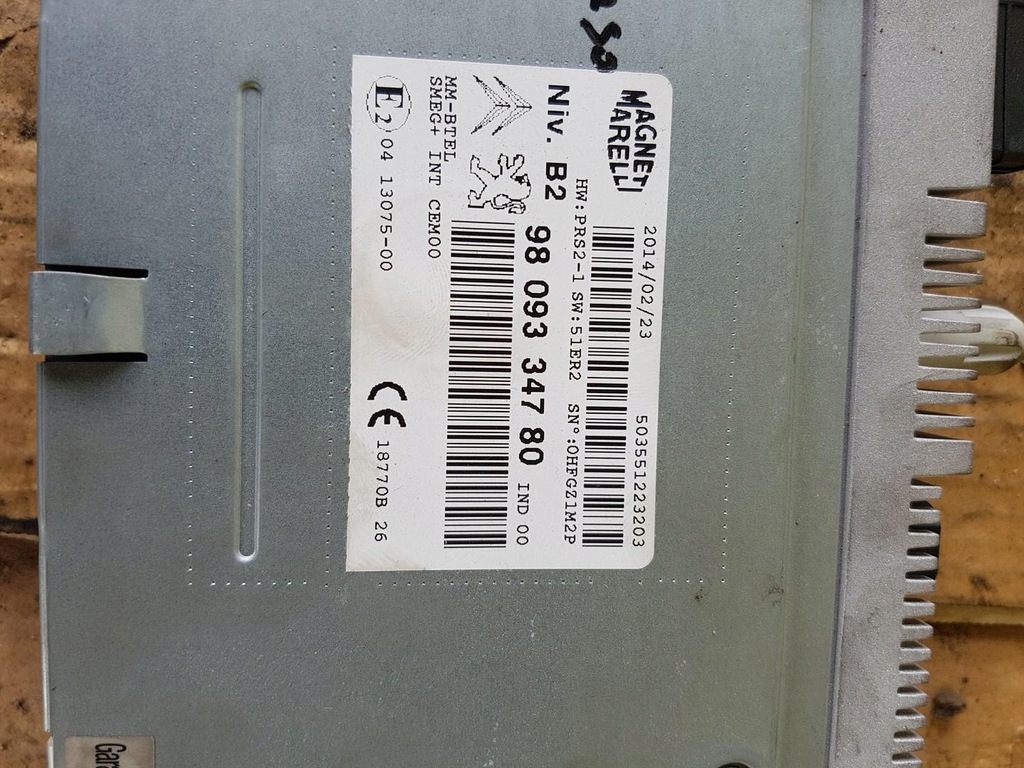 MAGNETI
MARELLI
2014/02/23
503551223203
HW:PRS2-1 SW:51ER2 SN°:0HFGZ1M2P
Niv. B2
98 093 347 80
IND 00
MM-BTEL
SMEG+ INT CEM00
E2 04 13075-00
CE 18770B 26